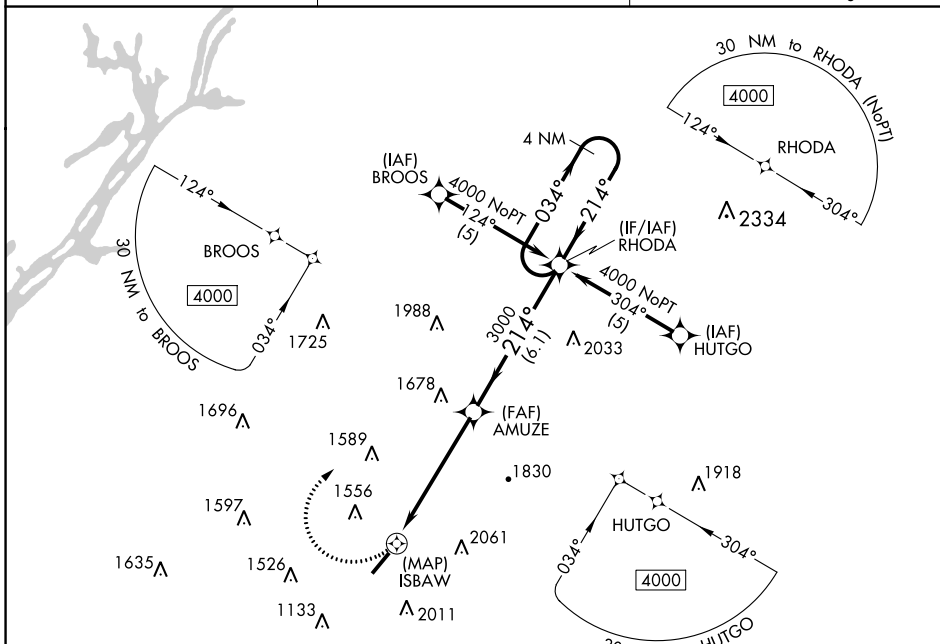 30 NM to RHODA (NoPT)
4000
124°
RHODA
304°
2334
4 NM
(IAF)
BROOS
4000 NoPT
124°
(5)
034°
214°
(IF/IAF)
RHODA
4000 NoPT
304°
(5)
(IAF)
HUTGO
124°
BROOS
4000
034°
30 NM to BROOS
1725
1988
3000
214°
(6.1)
2033
1678
1696
(FAF)
AMUZE
1589
1830
1918
1556
1597
HUTGO
304°
034°
4000
2061
(MAP)
ISBAW
1635
1526
1133
2011
HUTGO